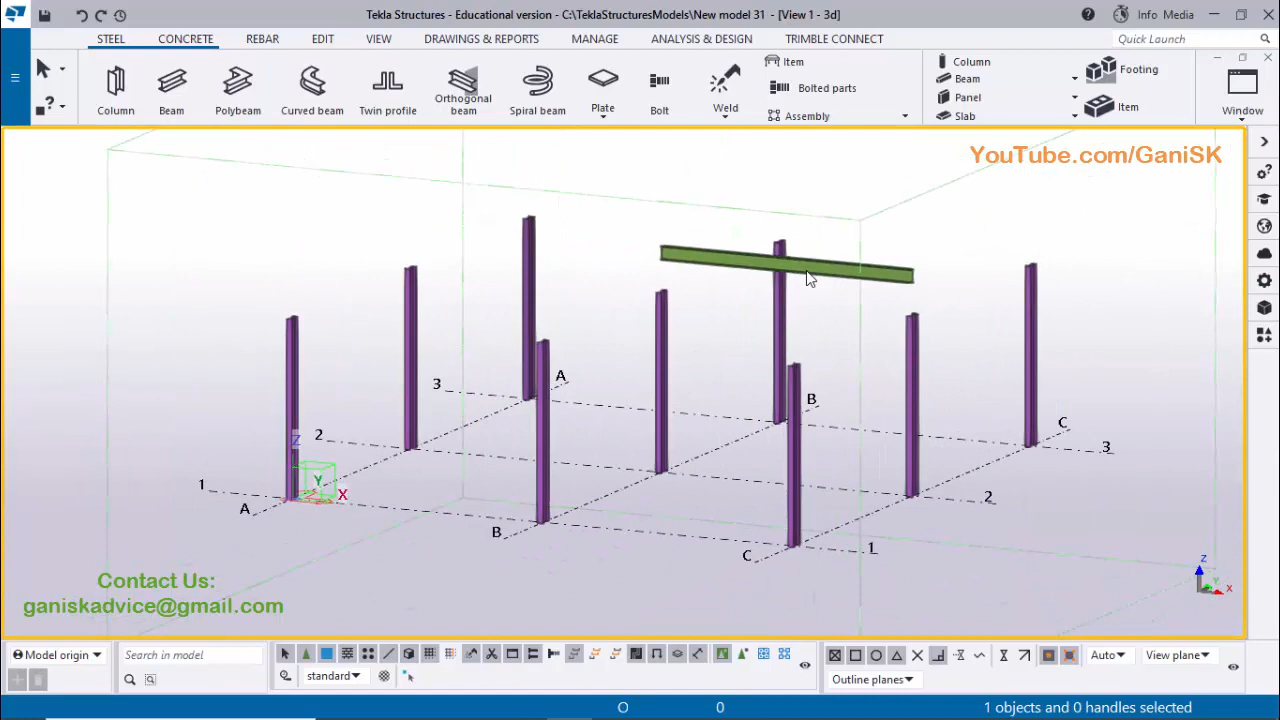 Tekla Structures - Educational version - C:\TeklaStructuresModels\New model 31 - [View 1 - 3d]
Info Media
STEEL CONCRETE REBAR EDIT VIEW DRAWINGS & REPORTS MANAGE ANALYSIS & DESIGN TRIMBLE CONNECT
Quick Launch
Column
Beam
Polybeam
Curved beam
Twin profile
Orthogonal
beam
Spiral beam
Plate
Bolt
Weld
Item
Bolted parts
Assembly
Column
Beam
Panel
Slab
Footing
Item
Window
YouTube.com/GaniSK
3
A
B
C
3
2
2
1
A
B
C
1
Z
Y
X
Z
Y
X
Contact Us:
ganiskadvice@gmail.com
Model origin
Search in model
standard
Auto
View plane
Outline planes
O
0
1 objects and 0 handles selected